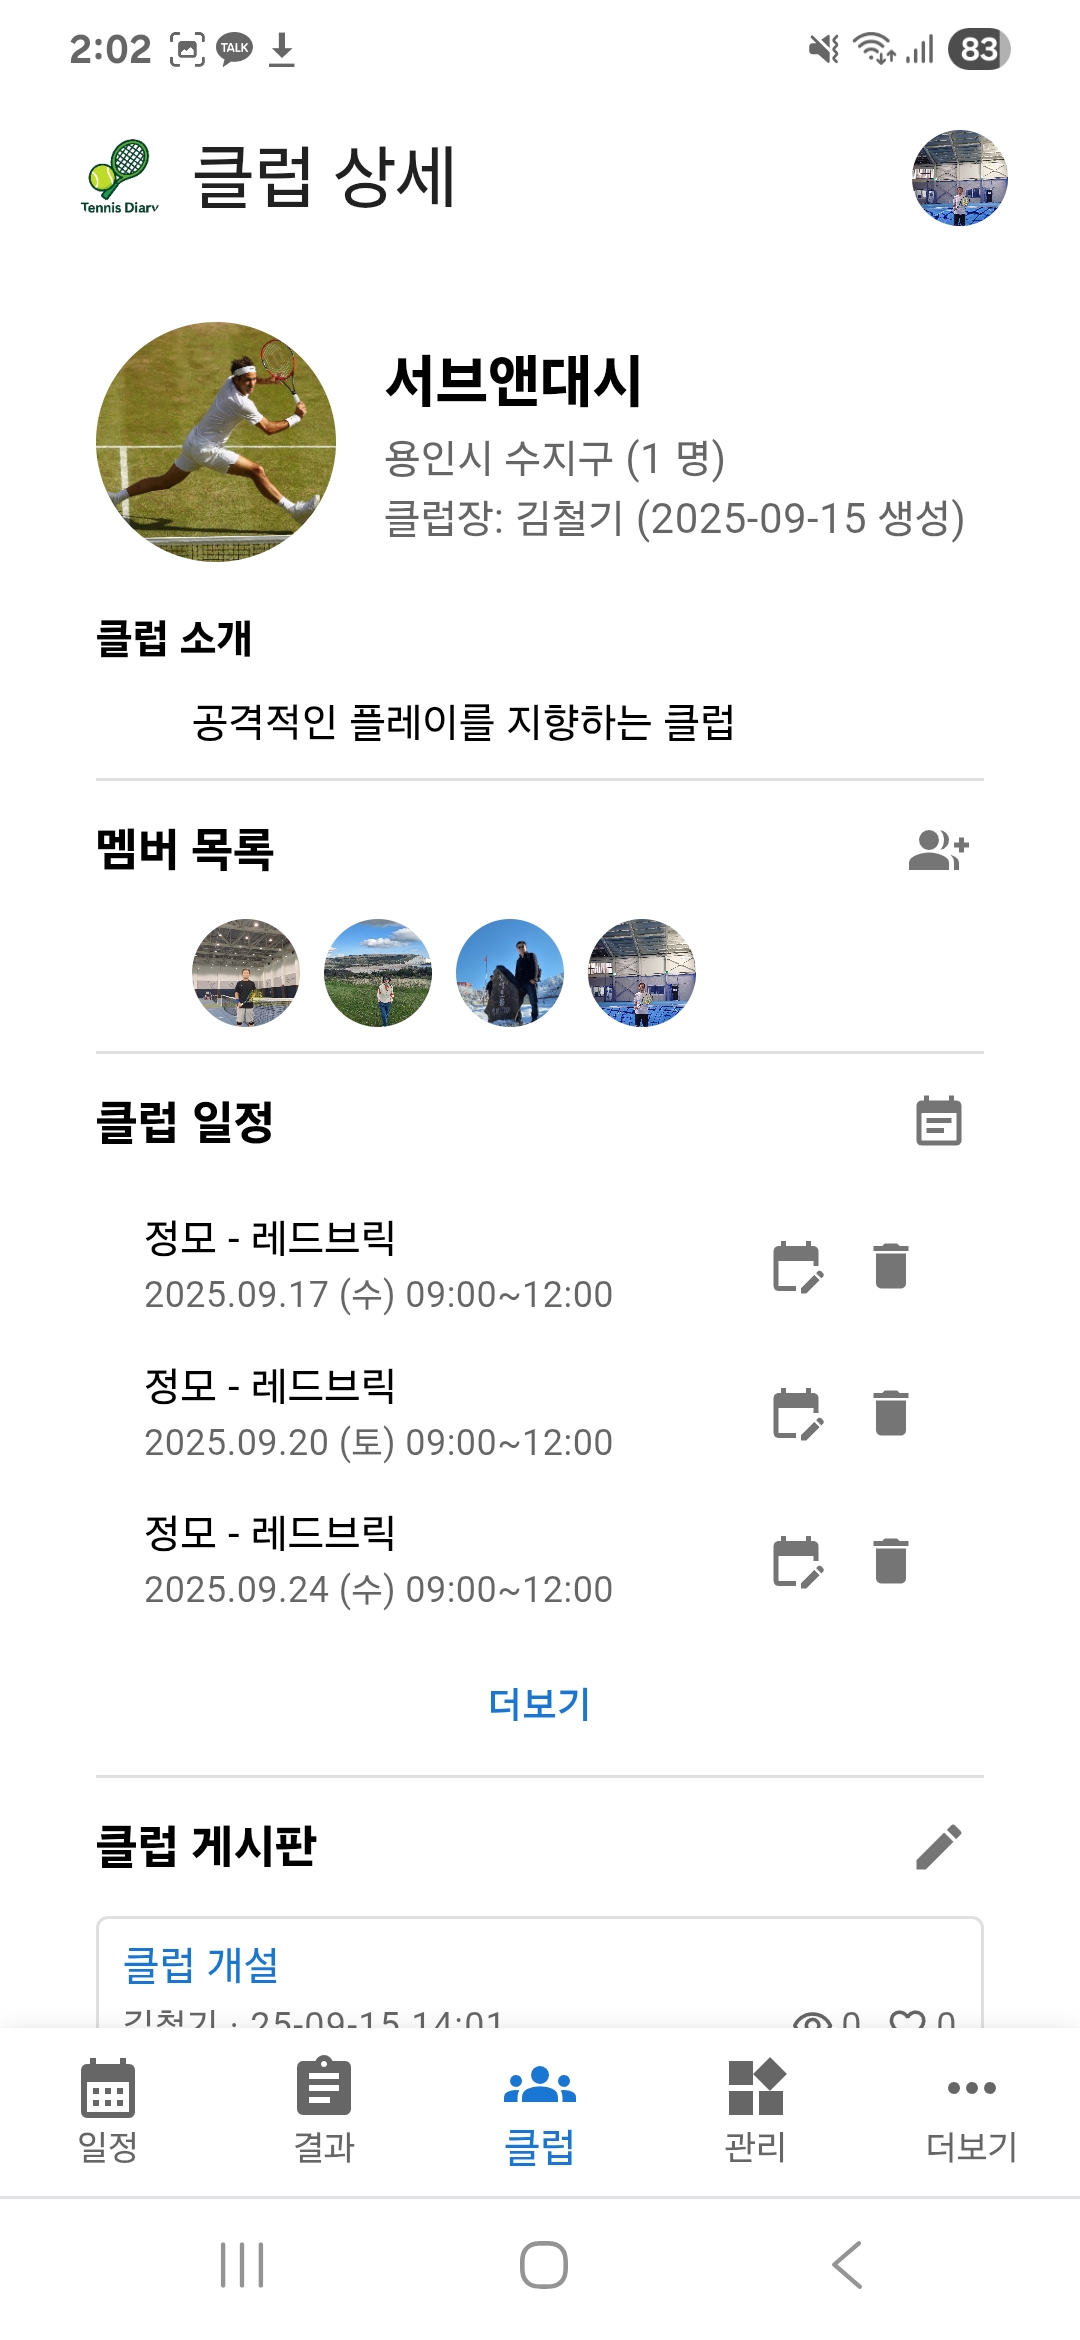 2:02
TALK
83
Tennis Diary
클럽 상세
서브앤대시
용인시 수지구 (1 명)
클럽장: 김철기 (2025-09-15 생성)
클럽 소개
공격적인 플레이를 지향하는 클럽
멤버 목록
클럽 일정
정모 - 레드브릭
2025.09.17 (수) 09:00~12:00
정모 - 레드브릭
2025.09.20 (토) 09:00~12:00
정모 - 레드브릭
2025.09.24 (수) 09:00~12:00
더보기
클럽 게시판
클럽 개설
김철기 · 25-09-15 14:01 0 0
일정 결과 클럽 관리 더보기